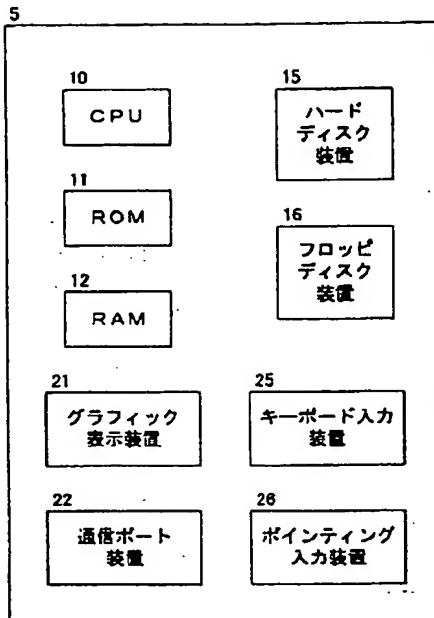 5
10
CPU
15
ハード
ディスク
装置
11
ROM
16
フロッピ
ディスク
装置
12
RAM
21
グラフィック
表示装置
25
キーボード入力
装置
22
通信ポート
装置
26
ポインティング
入力装置